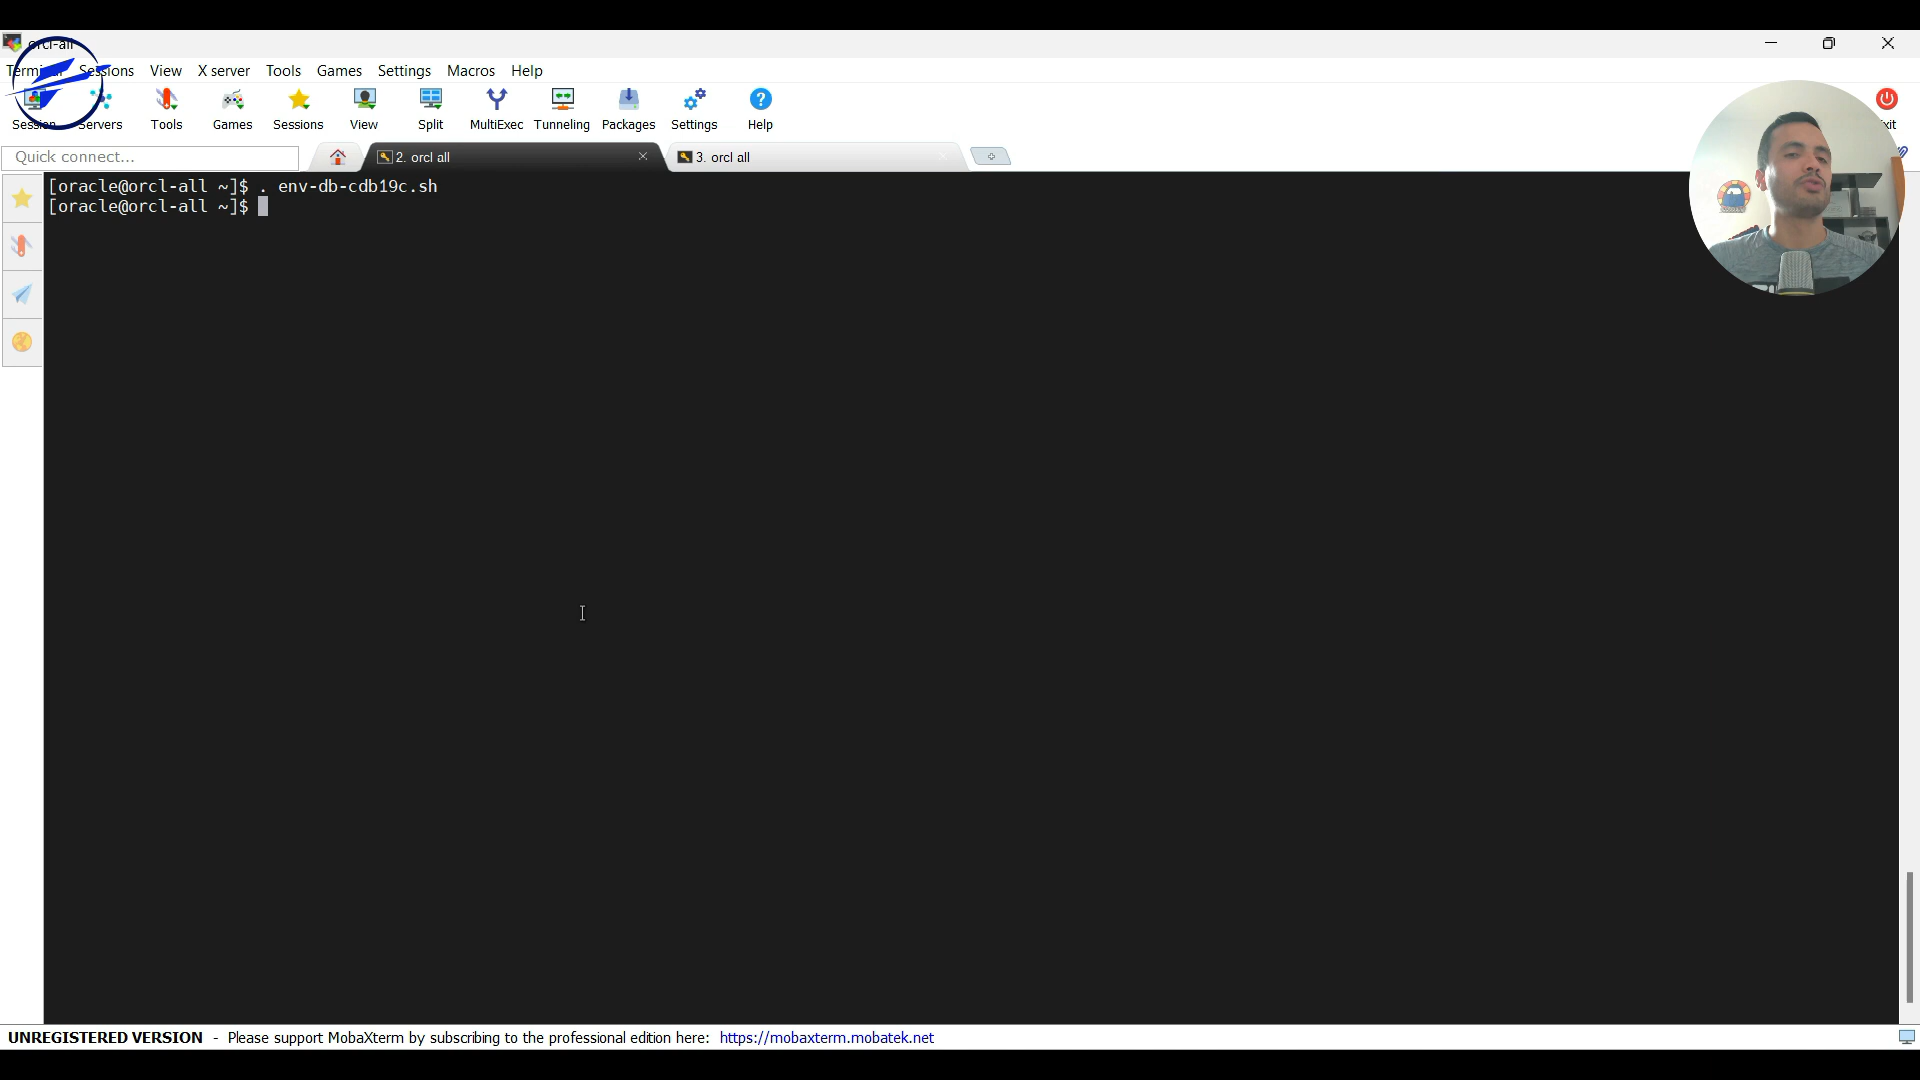 orcl-all
Terminal Sessions View X server Tools Games Settings Macros Help
Session Servers Tools Games Sessions View Split MultiExec Tunneling Packages Settings Help
Quick connect... 2. orcl all 3. orcl all
[oracle@orcl-all ~]$ . env-db-cdb19c.sh
[oracle@orcl-all ~]$
UNREGISTERED VERSION - Please support MobaXterm by subscribing to the professional edition here: https://mobaxterm.mobatek.net